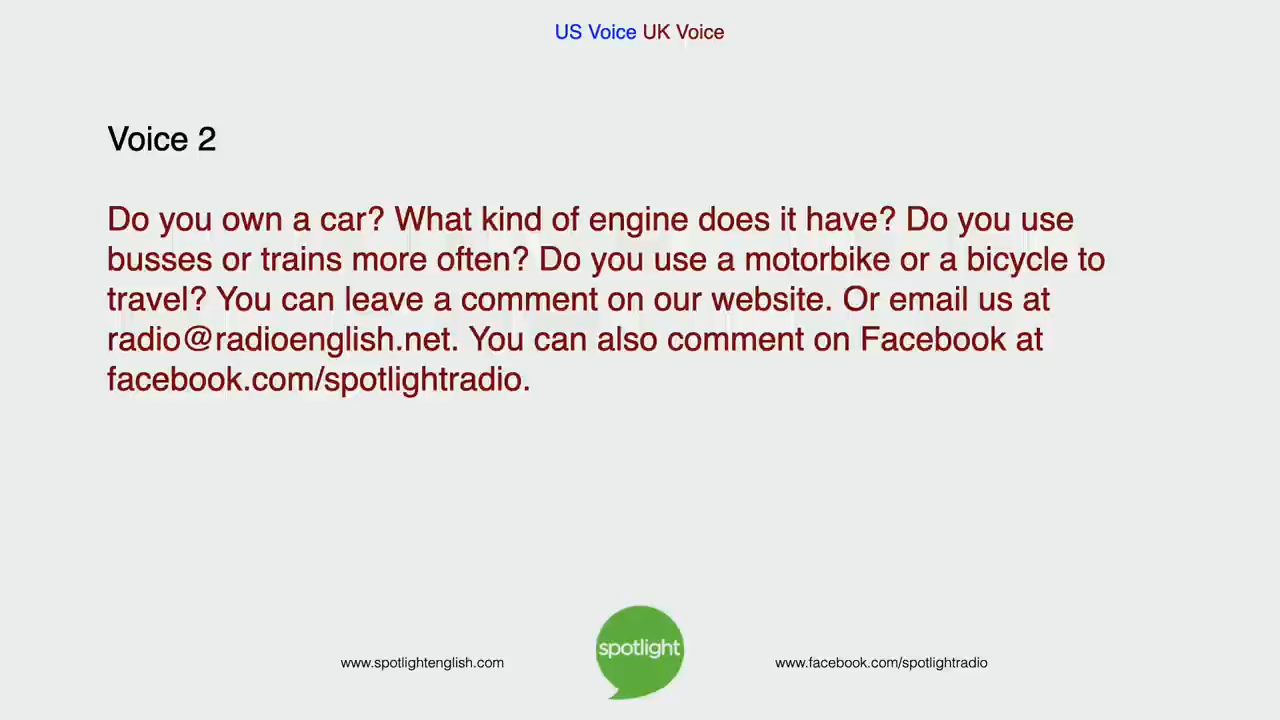 US Voice UK Voice
Voice 2
Do you own a car? What kind of engine does it have? Do you use
busses or trains more often? Do you use a motorbike or a bicycle to
travel? You can leave a comment on our website. Or email us at
radio@radioenglish.net. You can also comment on Facebook at
facebook.com/spotlightradio.
spotlight
www.spotlightenglish.com
www.facebook.com/spotlightradio